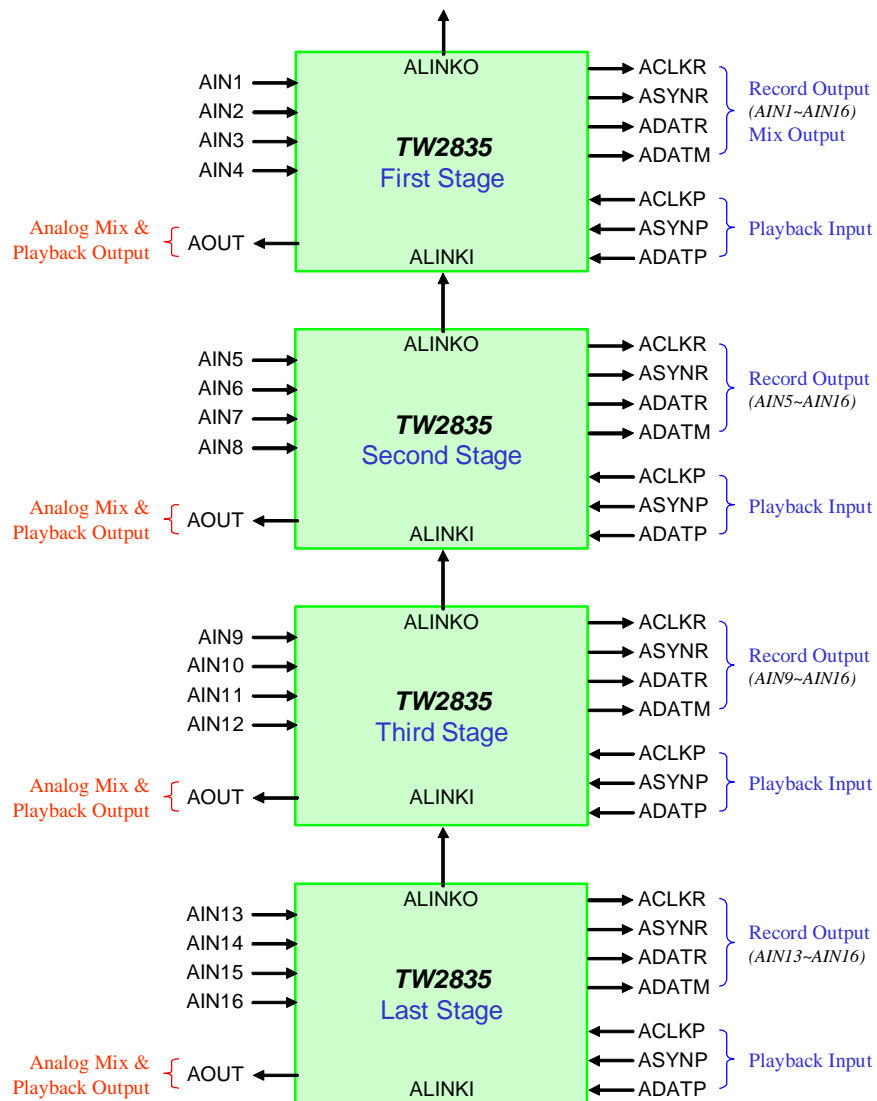 ALINKO
AIN1
AIN2
AIN3
AIN4
TW2835
First Stage
ACLKR
ASYNR
ADATR
ADATM
Record Output
(AIN1~AIN16)
Mix Output
ACLKP
ASYNP
ADATP
Playback Input
Analog Mix &
Playback Output
AOUT
ALINKI
ALINKO
AIN5
AIN6
AIN7
AIN8
TW2835
Second Stage
ACLKR
ASYNR
ADATR
ADATM
Record Output
(AIN5~AIN16)
ACLKP
ASYNP
ADATP
Playback Input
Analog Mix &
Playback Output
AOUT
ALINKI
ALINKO
AIN9
AIN10
AIN11
AIN12
TW2835
Third Stage
ACLKR
ASYNR
ADATR
ADATM
Record Output
(AIN9~AIN16)
ACLKP
ASYNP
ADATP
Playback Input
Analog Mix &
Playback Output
AOUT
ALINKI
ALINKO
AIN13
AIN14
AIN15
AIN16
TW2835
Last Stage
ACLKR
ASYNR
ADATR
ADATM
Record Output
(AIN13~AIN16)
ACLKP
ASYNP
ADATP
Playback Input
Analog Mix &
Playback Output
AOUT
ALINKI